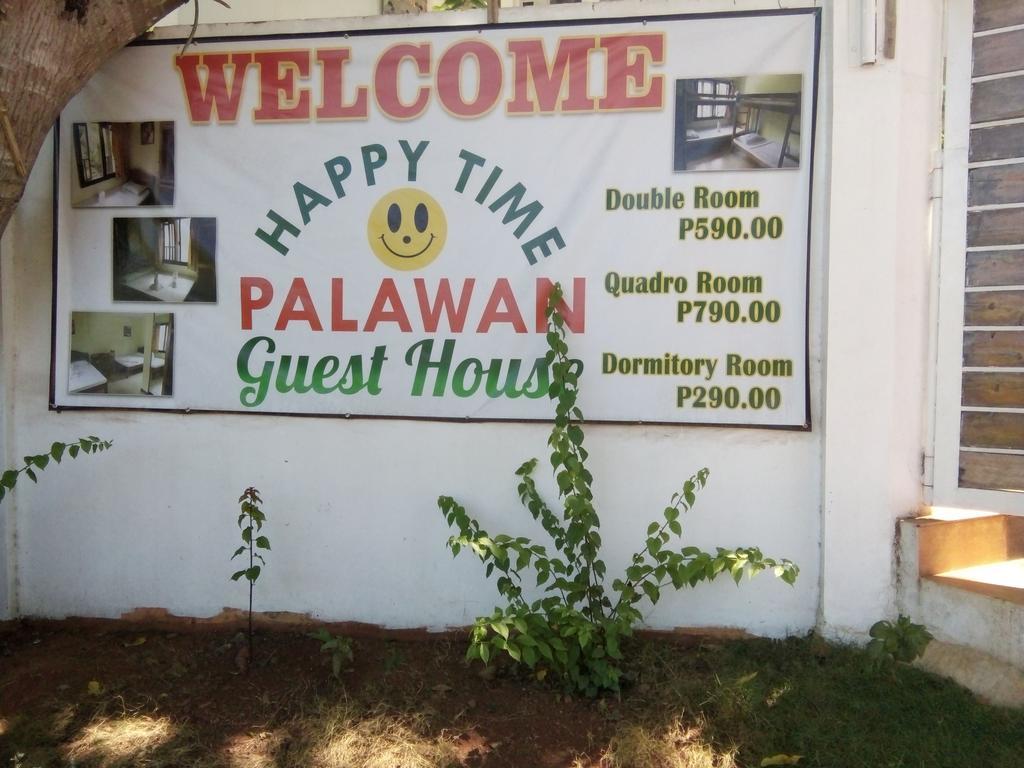 WELCOME
HAPPY TIME
PALAWAN
Guest House
Double Room
P590.00
Quadro Room
P790.00
Dormitory Room
P290.00